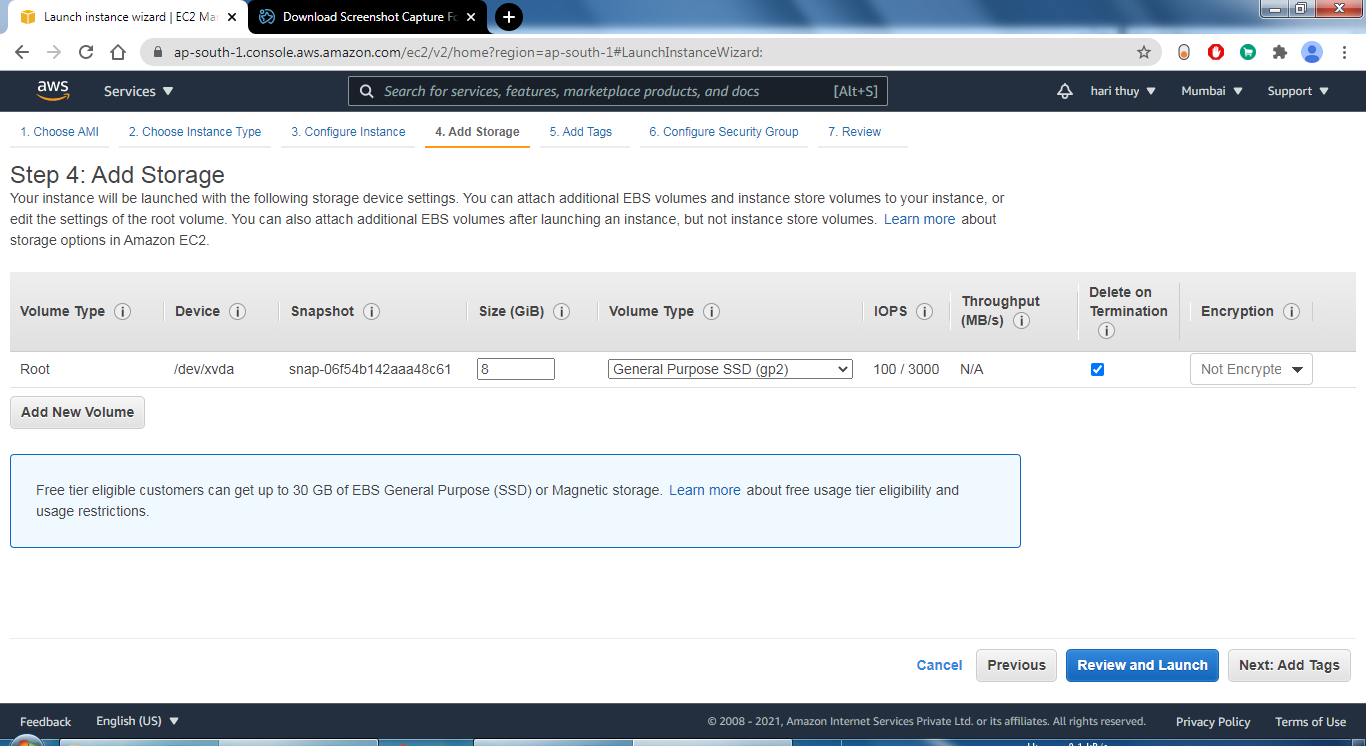 Launch instance wizard | EC2 Ma
Download Screenshot Capture Fo
ap-south-1.console.aws.amazon.com/ec2/v2/home?region=ap-south-1#LaunchInstanceWizard:
aws
Services
Search for services, features, marketplace products, and docs
[Alt+S]
hari thuy
Mumbai
Support
1. Choose AMI
2. Choose Instance Type
3. Configure Instance
4. Add Storage
5. Add Tags
6. Configure Security Group
7. Review
Step 4: Add Storage
Your instance will be launched with the following storage device settings. You can attach additional EBS volumes and instance store volumes to your instance, or
edit the settings of the root volume. You can also attach additional EBS volumes after launching an instance, but not instance store volumes. Learn more about
storage options in Amazon EC2.
Volume Type
Device
Snapshot
Size (GiB)
Volume Type
IOPS
Throughput
(MB/s)
Delete on
Termination
Encryption
Root
/dev/xvda
snap-06f54b142aaa48c61
8
General Purpose SSD (gp2)
100 / 3000
N/A
Not Encrypte
Add New Volume
Free tier eligible customers can get up to 30 GB of EBS General Purpose (SSD) or Magnetic storage. Learn more about free usage tier eligibility and
usage restrictions.
Cancel
Previous
Review and Launch
Next: Add Tags
Feedback
English (US)
© 2008 - 2021, Amazon Internet Services Private Ltd. or its affiliates. All rights reserved.
Privacy Policy
Terms of Use